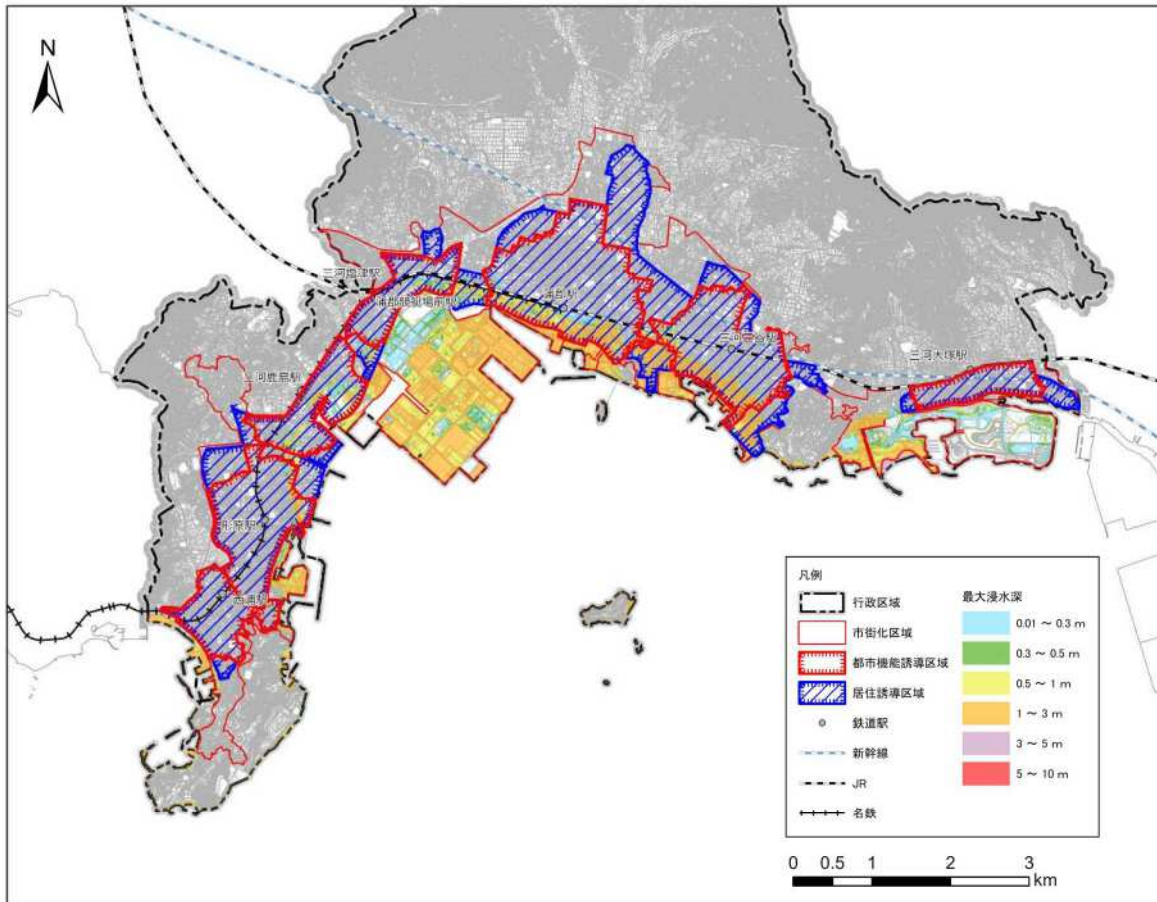 N
三河塩津駅
蒲郡競艇場前駅
蒲郡駅
三河三谷駅
三河大塚駅
三河鹿島駅
形原駅
西浦駅
凡例
行政区域
市街化区域
都市機能誘導区域
居住誘導区域
鉄道駅
新幹線
JR
名鉄
最大浸水深
0.01 ～ 0.3 m
0.3 ～ 0.5 m
0.5 ～ 1 m
1 ～ 3 m
3 ～ 5 m
5 ～ 10 m
0 0.5 1 2 3
km